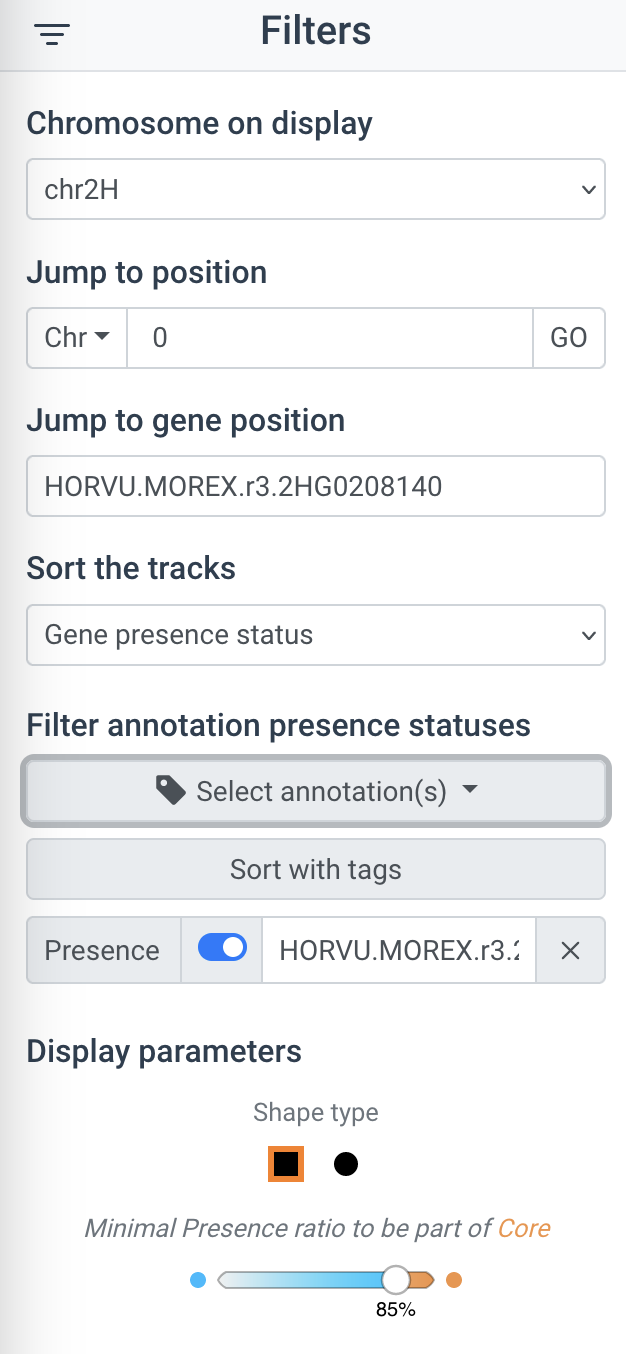 Filters
Chromosome on display
chr2H
Jump to position
Chr 0 GO
Jump to gene position
HORVU.MOREX.r3.2HG0208140
Sort the tracks
Gene presence status
Filter annotation presence statuses
Select annotation(s)
Sort with tags
Presence HORVU.MOREX.r3.2
Display parameters
Shape type
Minimal Presence ratio to be part of Core
85%